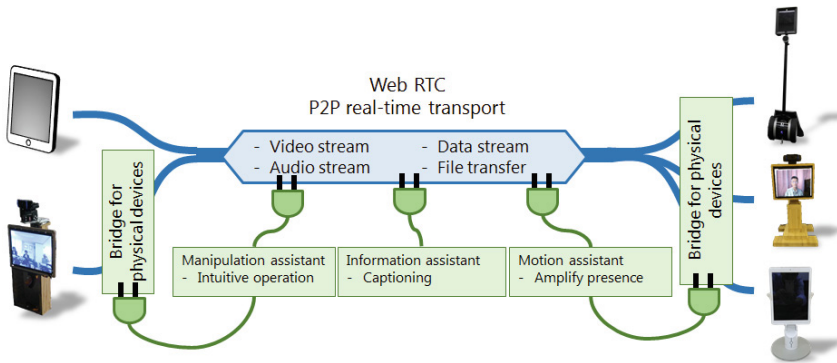 Web RTC
P2P real-time transport
- Video stream
- Audio stream
- Data stream
- File transfer
Bridge for
physical devices
Bridge for physical
devices
Manipulation assistant
- Intuitive operation
Information assistant
- Captioning
Motion assistant
- Amplify presence